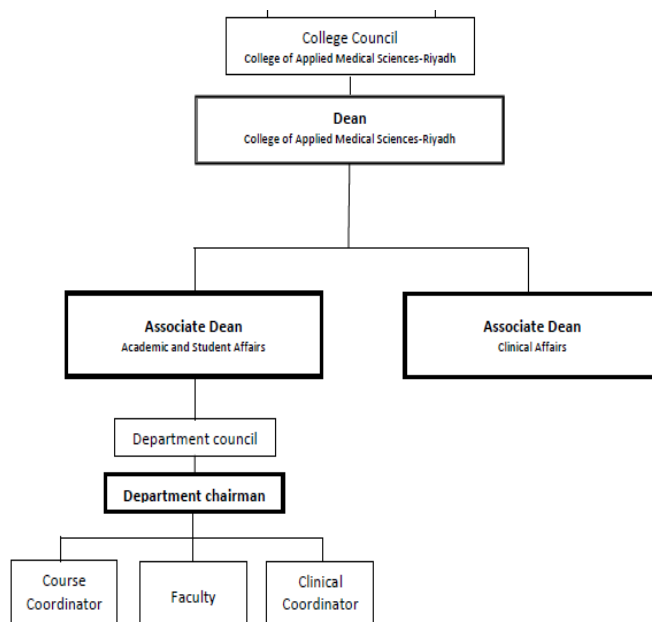 College Council
College of Applied Medical Sciences-Riyadh
Dean
College of Applied Medical Sciences-Riyadh
Associate Dean
Academic and Student Affairs
Associate Dean
Clinical Affairs
Department council
Department chairman
Course
Coordinator
Faculty
Clinical
Coordinator